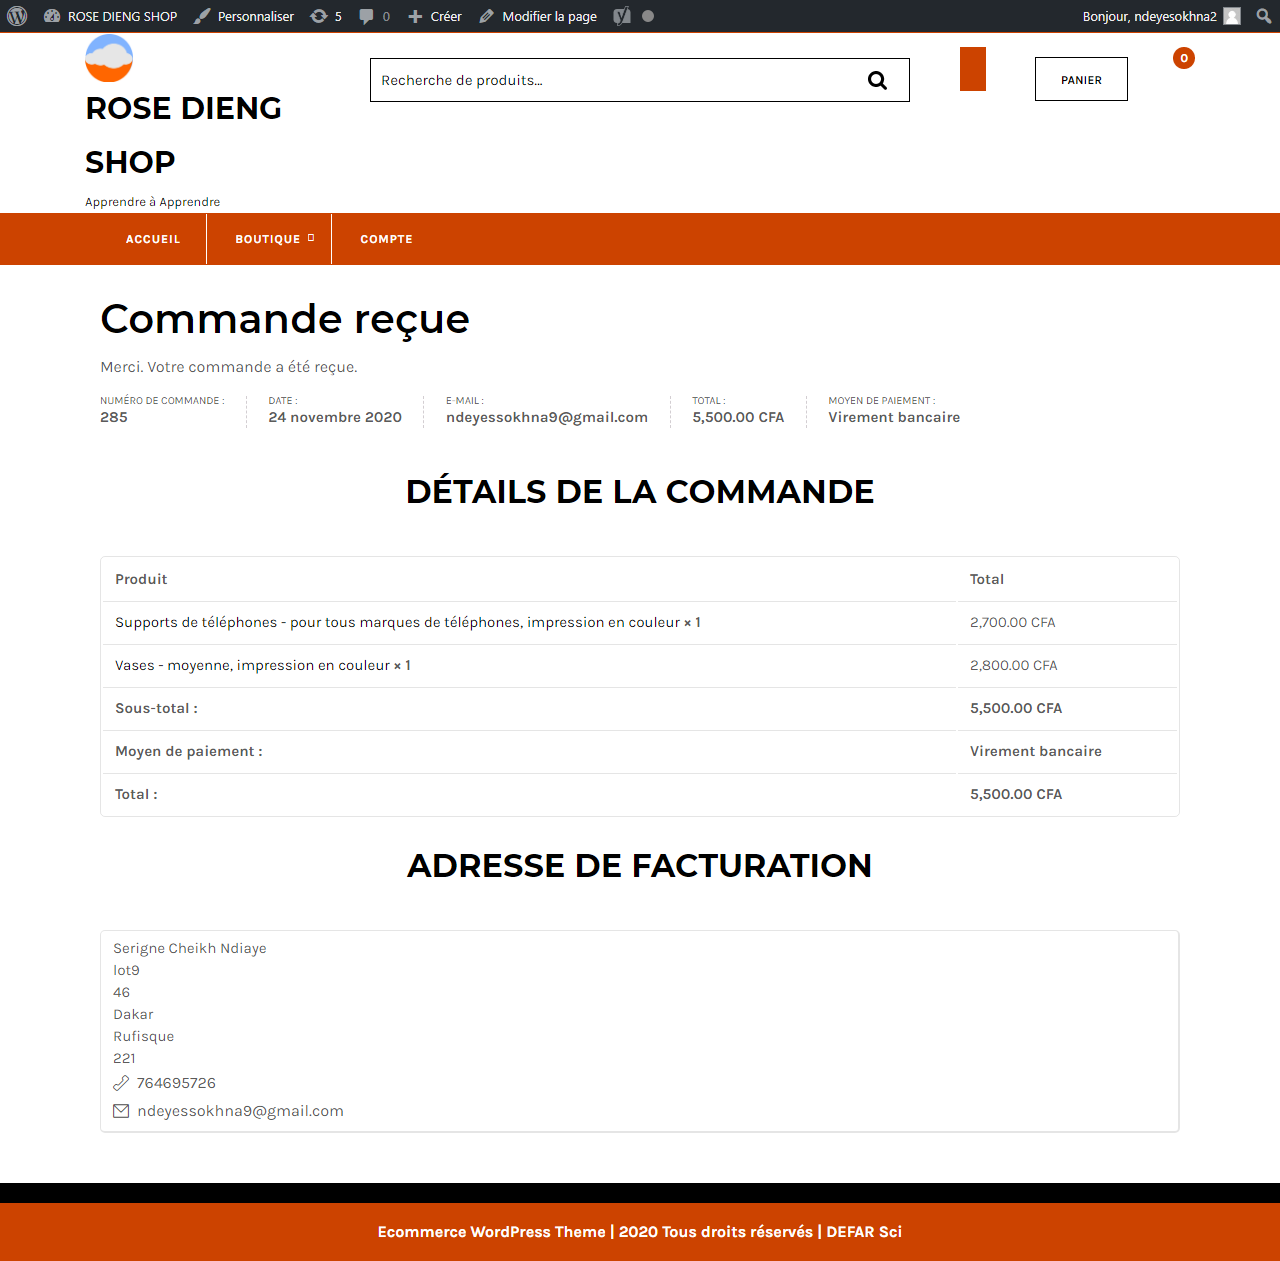 ROSE DIENG SHOP Personnaliser 5 0 Créer Modifier la page Bonjour, ndeyesokhna2
ROSE DIENG
SHOP
Apprendre à Apprendre
Recherche de produits…
PANIER
0
ACCUEIL BOUTIQUE COMPTE
Commande reçue
Merci. Votre commande a été reçue.
NUMÉRO DE COMMANDE : DATE : E-MAIL : TOTAL : MOYEN DE PAIEMENT :
285 24 novembre 2020 ndeyessokhna9@gmail.com 5,500.00 CFA Virement bancaire
DÉTAILS DE LA COMMANDE
Produit Total
Supports de téléphones - pour tous marques de téléphones, impression en couleur × 1 2,700.00 CFA
Vases - moyenne, impression en couleur × 1 2,800.00 CFA
Sous-total : 5,500.00 CFA
Moyen de paiement : Virement bancaire
Total : 5,500.00 CFA
ADRESSE DE FACTURATION
Serigne Cheikh Ndiaye
lot9
46
Dakar
Rufisque
221
764695726
ndeyessokhna9@gmail.com
Ecommerce WordPress Theme | 2020 Tous droits réservés | DEFAR Sci